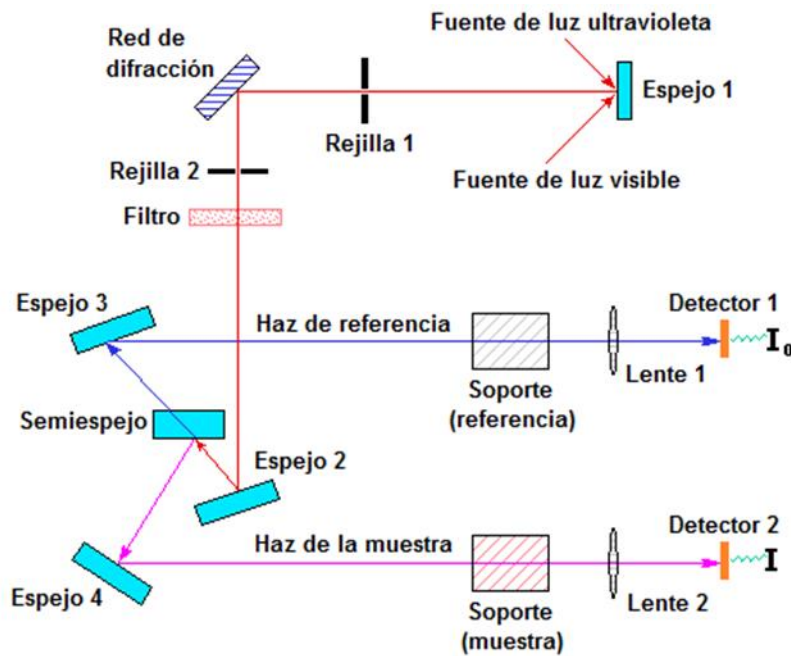 Red de
difracción
Fuente de luz ultravioleta
Espejo 1
Rejilla 1
Fuente de luz visible
Rejilla 2
Filtro
Espejo 3
Haz de referencia
Detector 1
I₀
Soporte
(referencia)
Lente 1
Semiespejo
Espejo 2
Haz de la muestra
Detector 2
I
Espejo 4
Soporte
(muestra)
Lente 2